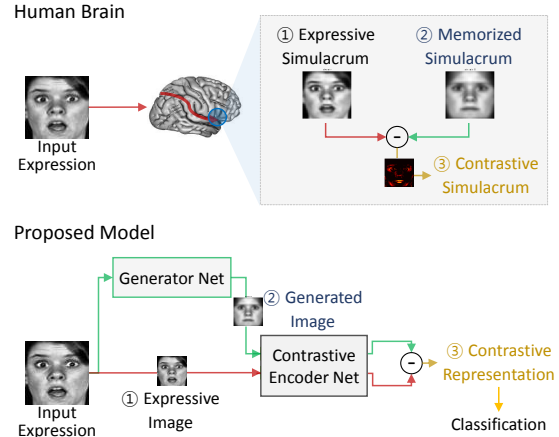 Human Brain
① Expressive
Simulacrum
② Memorized
Simulacrum
Input
Expression
-
③ Contrastive
Simulacrum
Proposed Model
Generator Net
② Generated
Image
Contrastive
Encoder Net
-
③ Contrastive
Representation
① Expressive
Image
Input
Expression
Classification